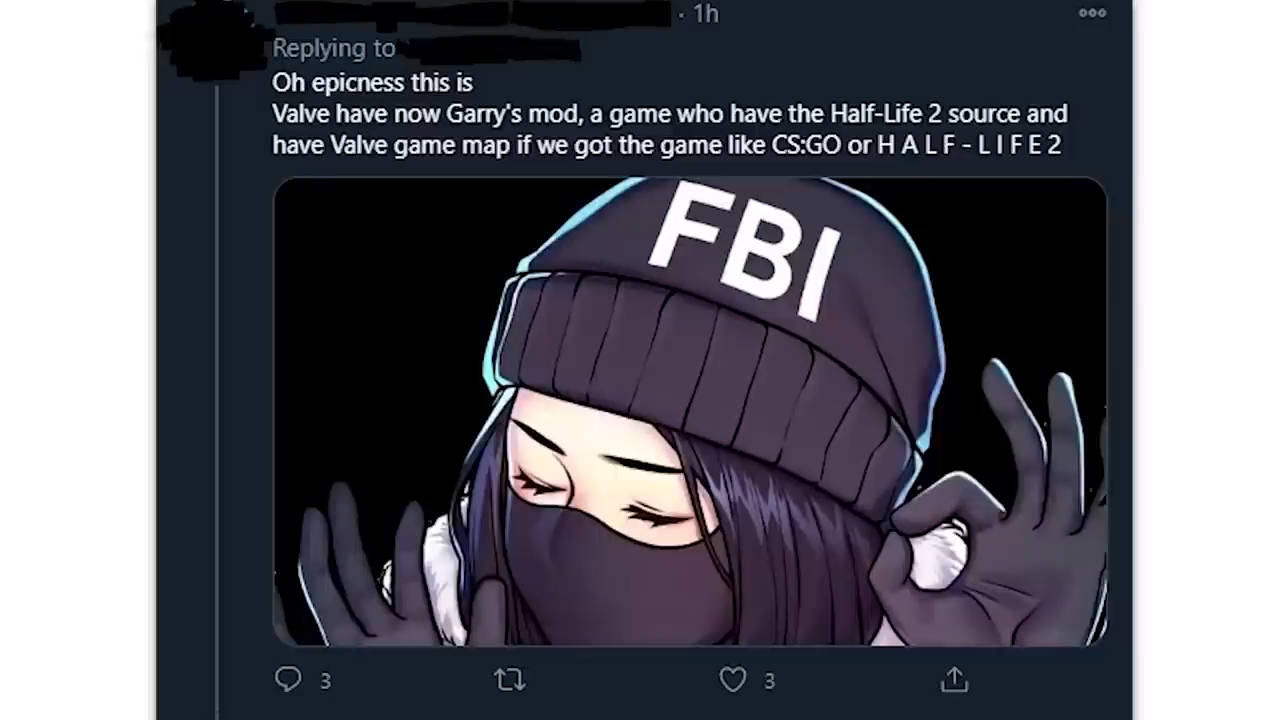 · 1h
Replying to
Oh epicness this is
Valve have now Garry's mod, a game who have the Half-Life 2 source and
have Valve game map if we got the game like CS:GO or H A L F - L I F E 2
FBI
3
3